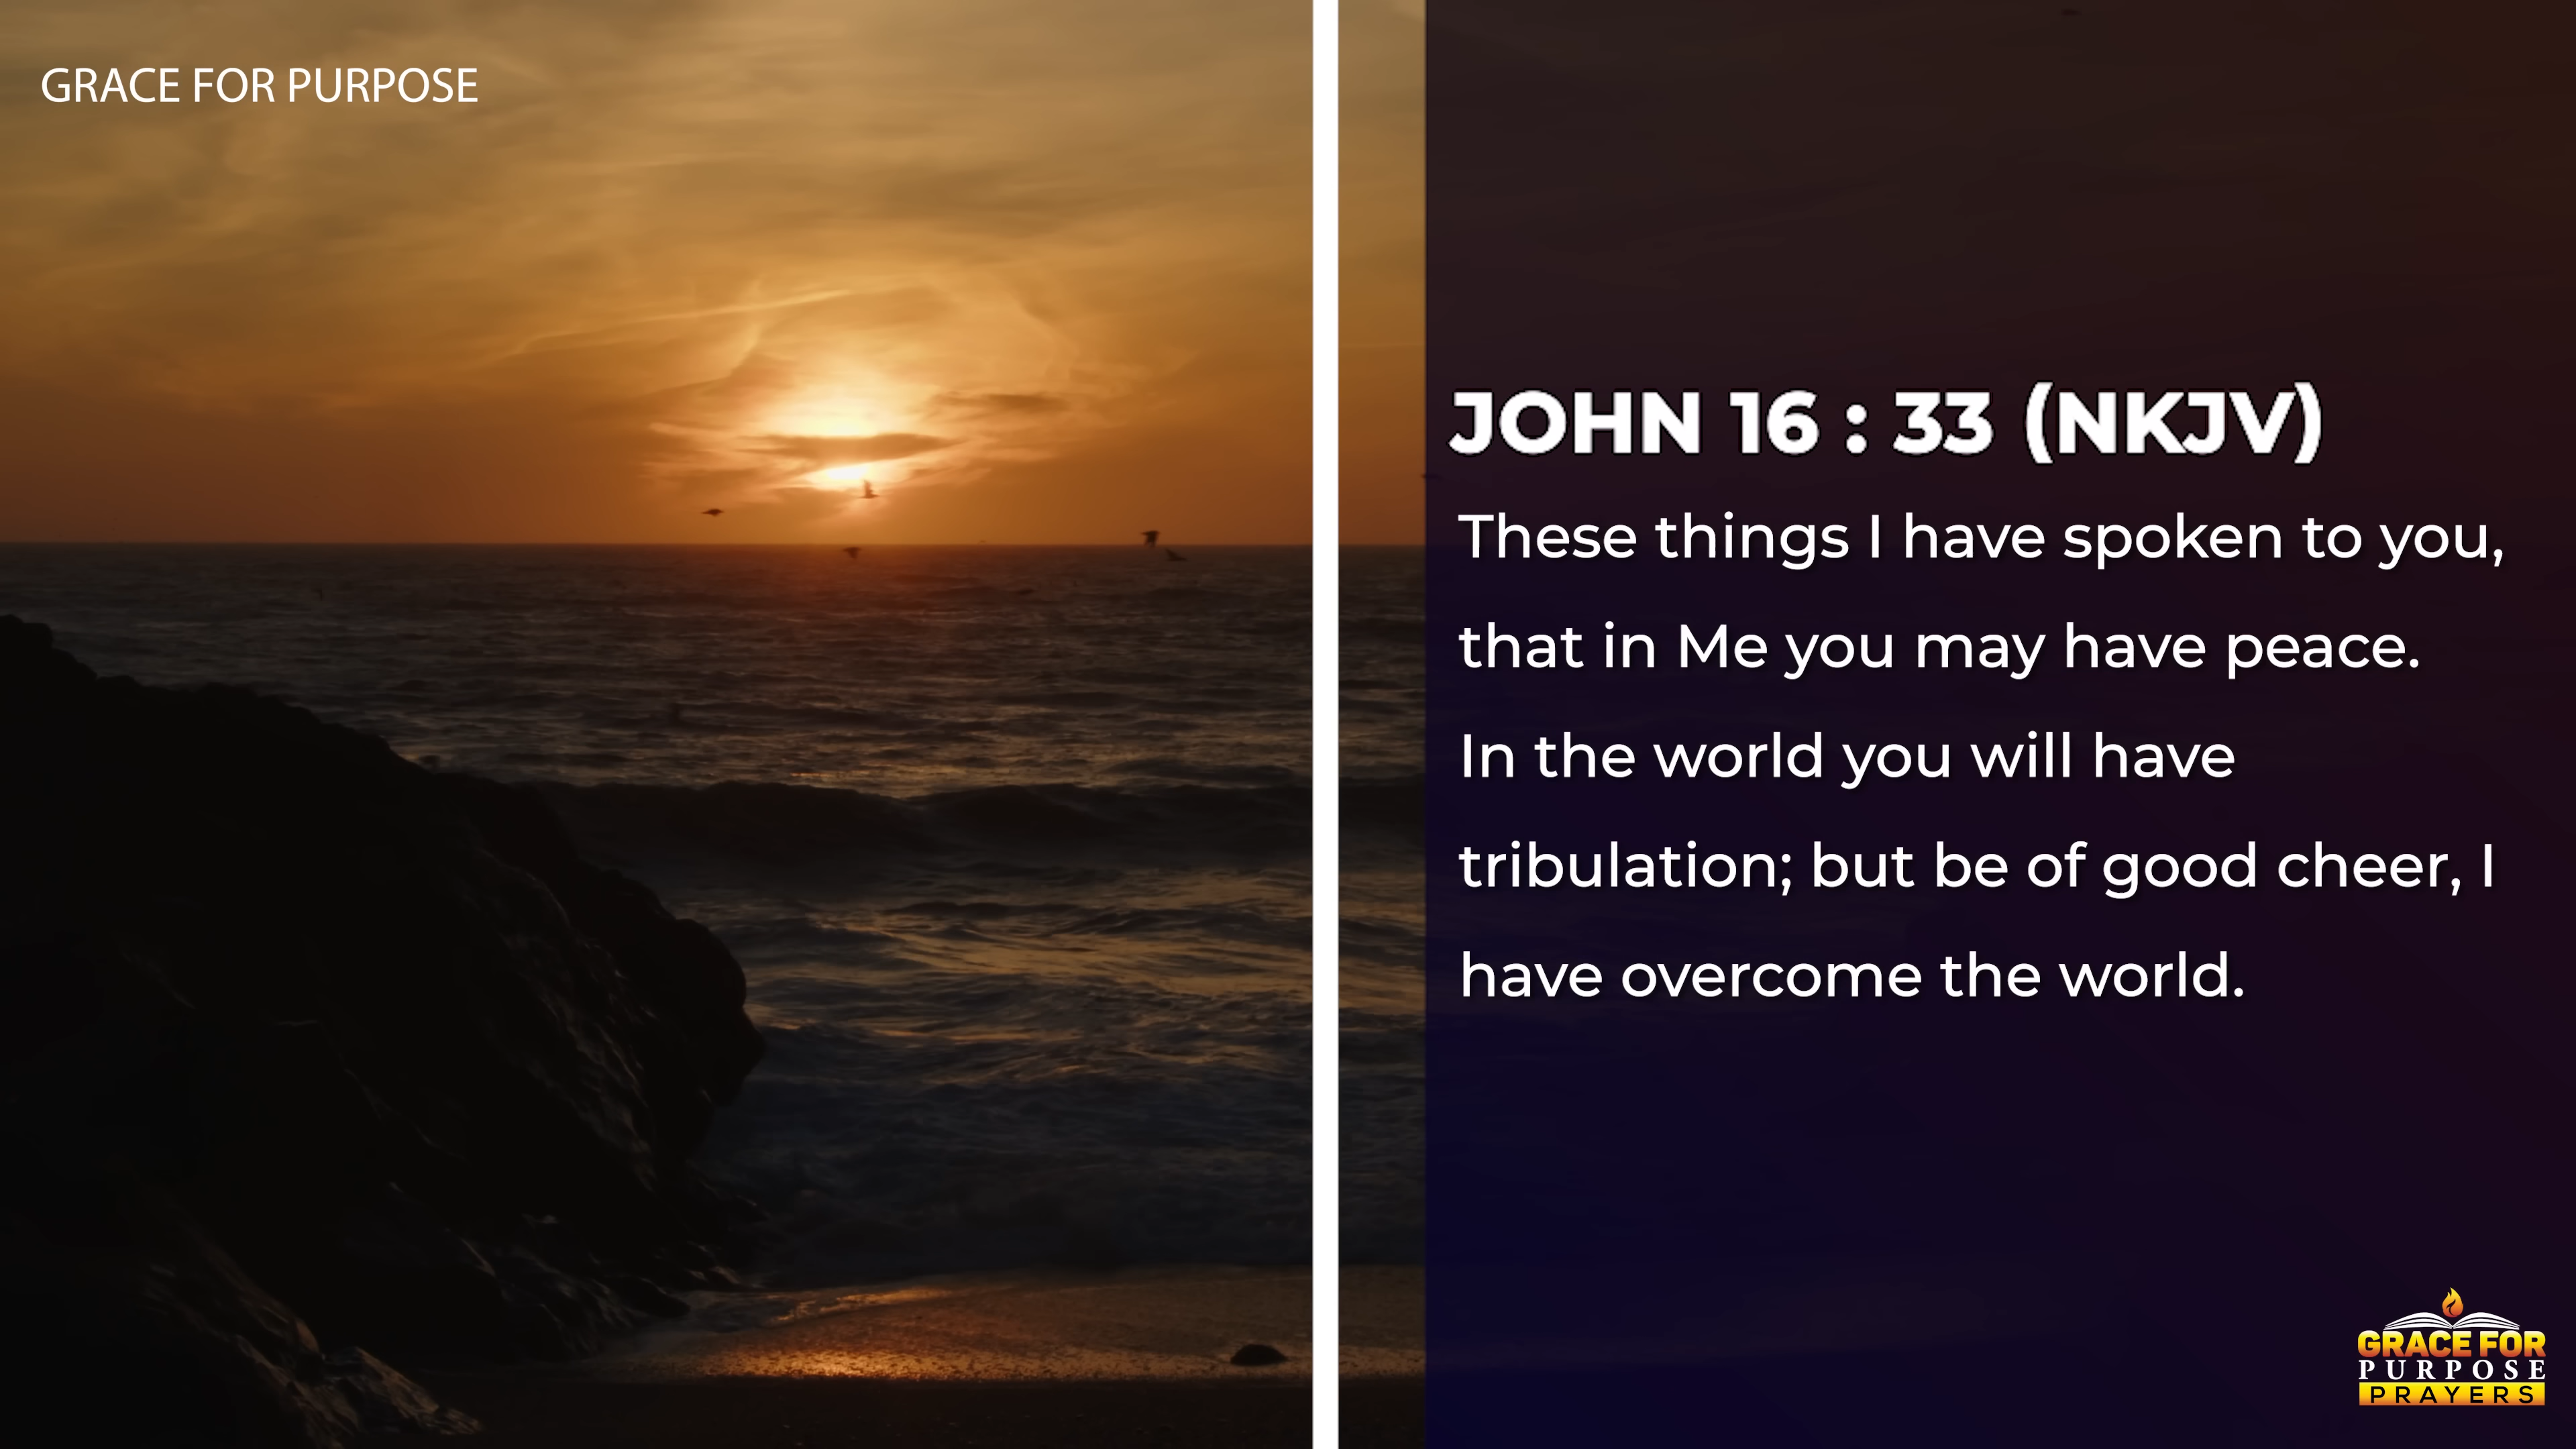 GRACE FOR PURPOSE
JOHN 16 : 33 (NKJV)
These things I have spoken to you,
that in Me you may have peace.
In the world you will have
tribulation; but be of good cheer, I
have overcome the world.
GRACE FOR
PURPOSE
PRAYERS